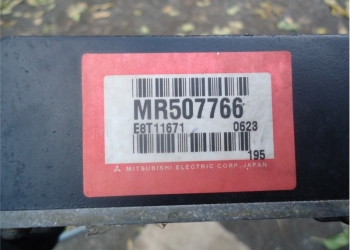 MR507766
E8T11671 0623
195
MITSUBISHI ELECTRIC CORP., JAPAN